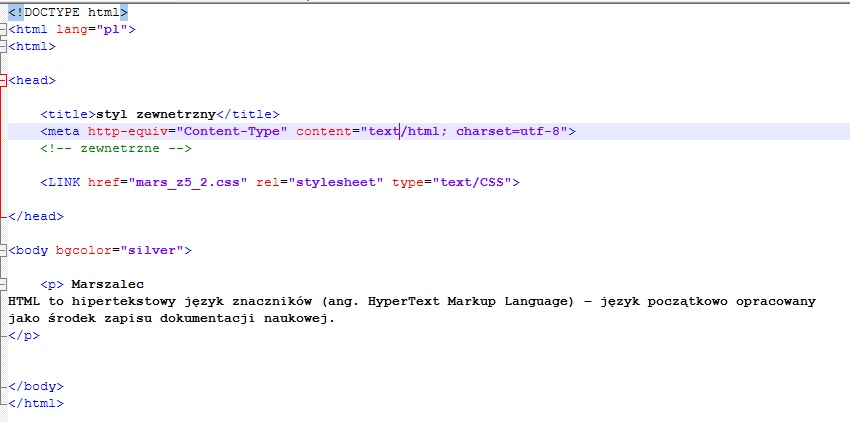 <!DOCTYPE html>
<html lang="pl">
<html>
<head>
<title>styl zewnetrzny</title>
<meta http-equiv="Content-Type" content="text/html; charset=utf-8">
<!-- zewnetrzne -->
<LINK href="mars_z5_2.css" rel="stylesheet" type="text/CSS">
</head>
<body bgcolor="silver">
<p> Marszalec
HTML to hipertekstowy język znaczników (ang. HyperText Markup Language) – język początkowo opracowany
jako środek zapisu dokumentacji naukowej.
</p>
</body>
</html>